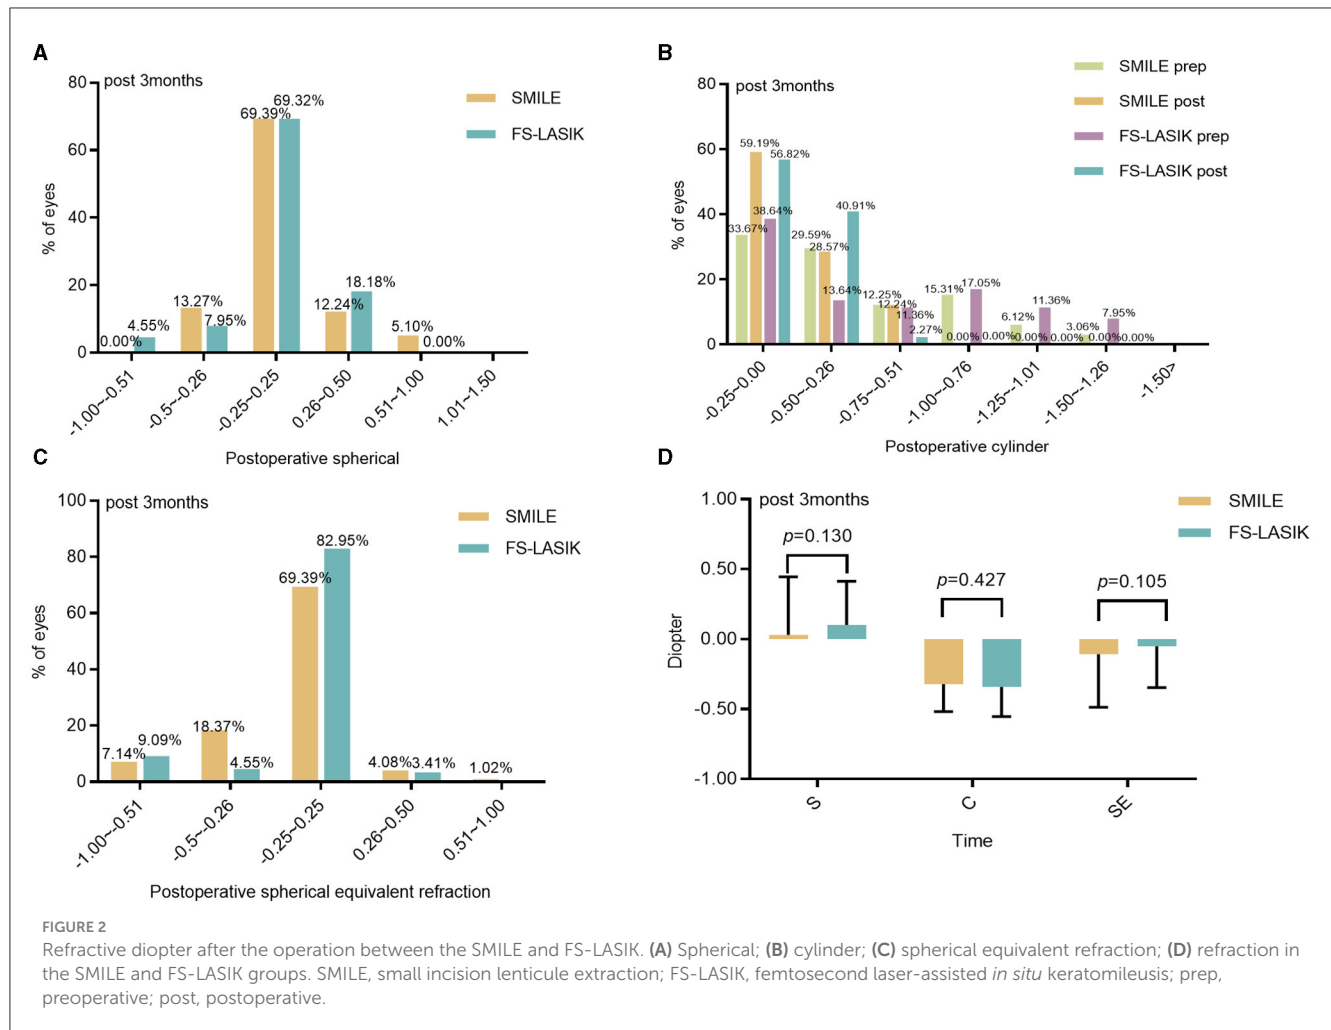 A
post 3months
SMILE
FS-LASIK
80
60
40
20
0
% of eyes
0.00%
4.55%
13.27%
7.95%
69.39%
69.32%
12.24%
18.18%
5.10%
0.00%
-1.00~-0.51
-0.5~-0.26
-0.25~0.25
0.26~0.50
0.51~1.00
1.01~1.50
Postoperative spherical
B
post 3months
SMILE prep
SMILE post
FS-LASIK prep
FS-LASIK post
80
60
40
20
0
% of eyes
33.67%
59.19%
38.64%
56.82%
29.59%
28.57%
13.64%
40.91%
12.25%
12.24%
11.36%
2.27%
15.31%
0.00%
17.05%
0.00%
6.12%
0.00%
11.36%
0.00%
3.06%
0.00%
7.95%
0.00%
-0.25~0.00
-0.50~-0.26
-0.75~-0.51
-1.00~-0.76
-1.25~-1.01
-1.50~-1.26
-1.50>
Postoperative cylinder
C
post 3months
SMILE
FS-LASIK
100
80
60
40
20
0
% of eyes
7.14%
9.09%
18.37%
4.55%
69.39%
82.95%
4.08%
3.41%
1.02%
-1.00~-0.51
-0.5~-0.26
-0.25~0.25
0.26~0.50
0.51~1.00
Postoperative spherical equivalent refraction
D
post 3months
SMILE
FS-LASIK
1.00
0.50
0.00
-0.50
-1.00
Diopter
p=0.130
p=0.427
p=0.105
S
C
SE
Time
FIGURE 2
Refractive diopter after the operation between the SMILE and FS-LASIK. (A) Spherical; (B) cylinder; (C) spherical equivalent refraction; (D) refraction in
the SMILE and FS-LASIK groups. SMILE, small incision lenticule extraction; FS-LASIK, femtosecond laser-assisted in situ keratomileusis; prep,
preoperative; post, postoperative.